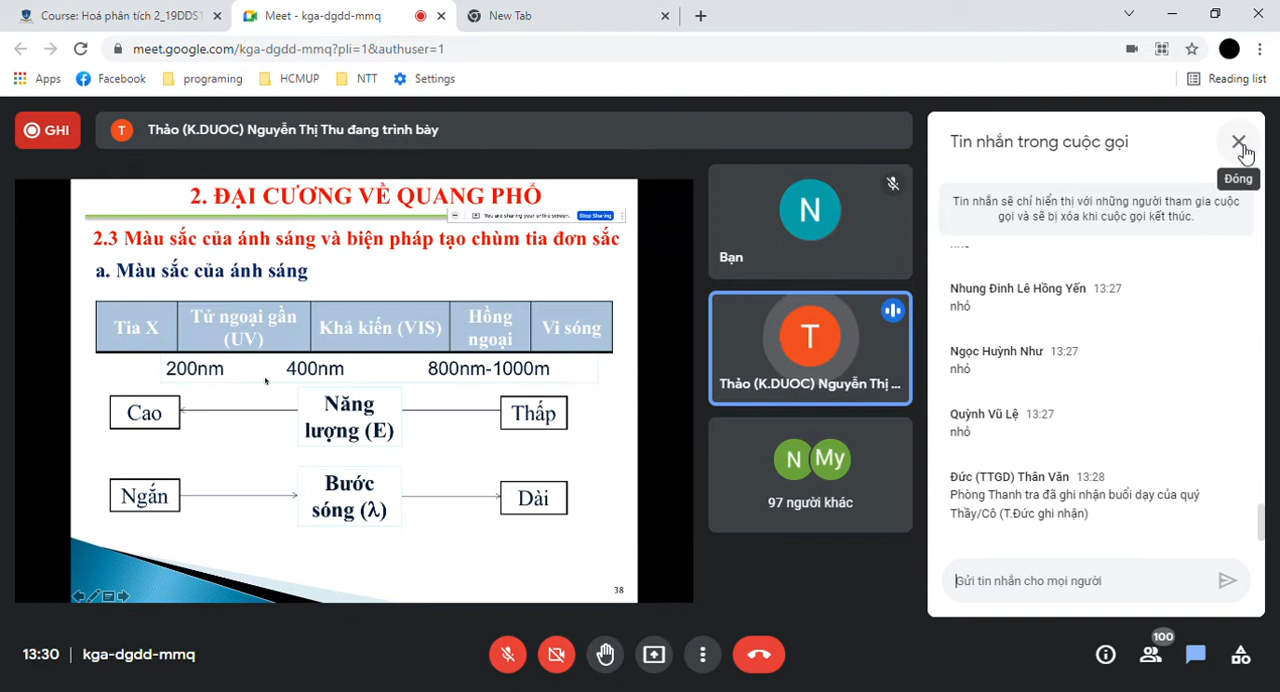 Course: Hoá phân tích 2_19DDS1
Meet - kga-dgdd-mmq
New Tab
meet.google.com/kga-dgdd-mmq?pli=1&authuser=1
Apps
Facebook
programing
HCMUP
NTT
Settings
Reading list
GHI
T
Thảo (K.DUOC) Nguyễn Thị Thu đang trình bày
2. ĐẠI CƯƠNG VỀ QUANG PHỔ
You are sharing your entire screen.
Stop Sharing
2.3 Màu sắc của ánh sáng và biện pháp tạo chùm tia đơn sắc
a. Màu sắc của ánh sáng
Tia X
Tử ngoại gần
(UV)
Khả kiến (VIS)
Hồng
ngoại
Vi sóng
200nm
400nm
800nm-1000m
Cao
Năng
lượng (E)
Thấp
Ngắn
Bước
sóng (λ)
Dài
38
N
Bạn
T
Thảo (K.DUOC) Nguyễn Thị ...
N
My
97 người khác
Tin nhắn trong cuộc gọi
Đóng
Tin nhắn sẽ chỉ hiển thị với những người tham gia cuộc
gọi và sẽ bị xóa khi cuộc gọi kết thúc.
Nhung Đinh Lê Hồng Yến 13:27
nhỏ
Ngọc Huỳnh Như 13:27
nhỏ
Quỳnh Vũ Lệ 13:27
nhỏ
Đức (TTGD) Thân Văn 13:28
Phòng Thanh tra đã ghi nhận buổi dạy của quý
Thầy/Cô (T.Đức ghi nhận)
Gửi tin nhắn cho mọi người
13:30 | kga-dgdd-mmq
100